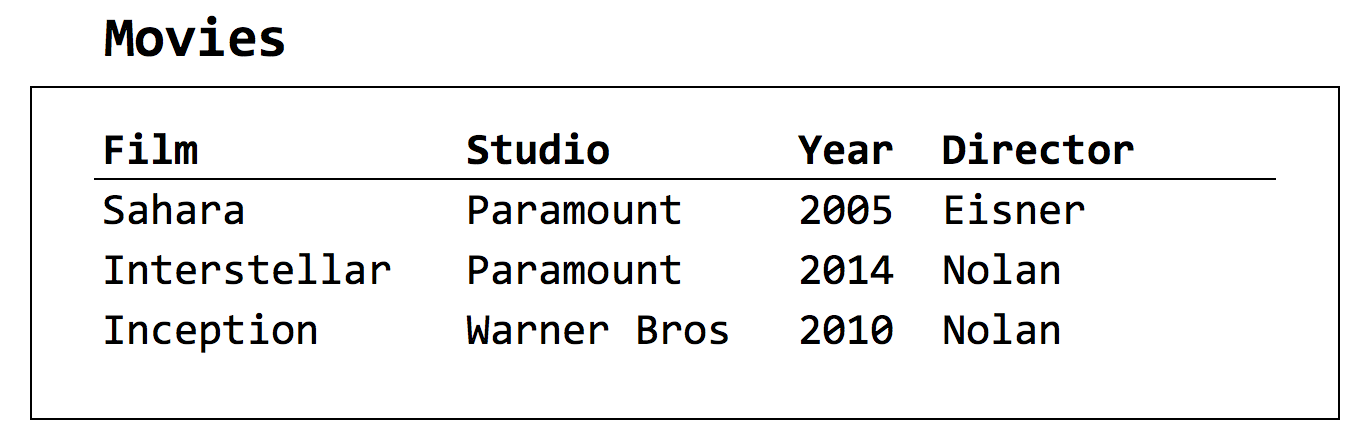 Movies
Film Studio Year Director
Sahara Paramount 2005 Eisner
Interstellar Paramount 2014 Nolan
Inception Warner Bros 2010 Nolan